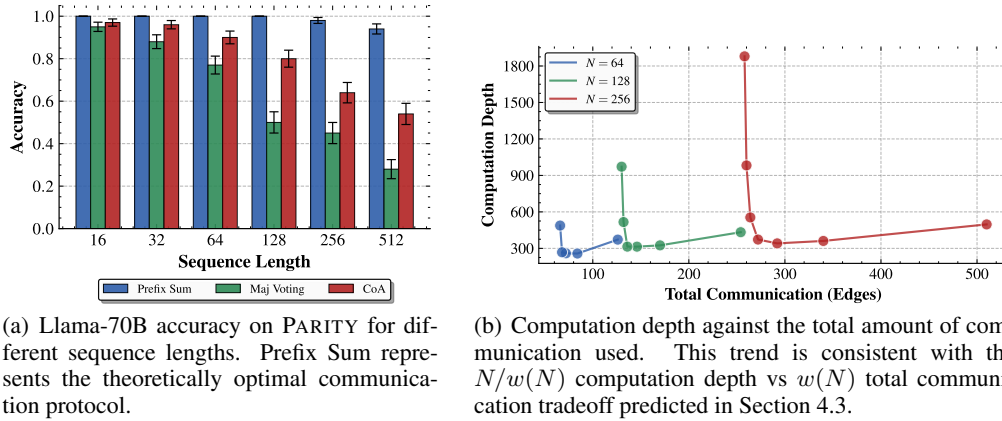 1.0
0.8
0.6
0.4
0.2
0.0
Accuracy
16 32 64 128 256 512
Sequence Length
Prefix Sum Maj Voting CoA
(a) Llama-70B accuracy on PARITY for dif-
ferent sequence lengths. Prefix Sum repre-
sents the theoretically optimal communica-
tion protocol.
1800
1500
1200
900
600
300
Computation Depth
N = 64
N = 128
N = 256
100 200 300 400 500
Total Communication (Edges)
(b) Computation depth against the total amount of com-
munication used. This trend is consistent with th
N/w(N) computation depth vs w(N) total communi
cation tradeoff predicted in Section 4.3.